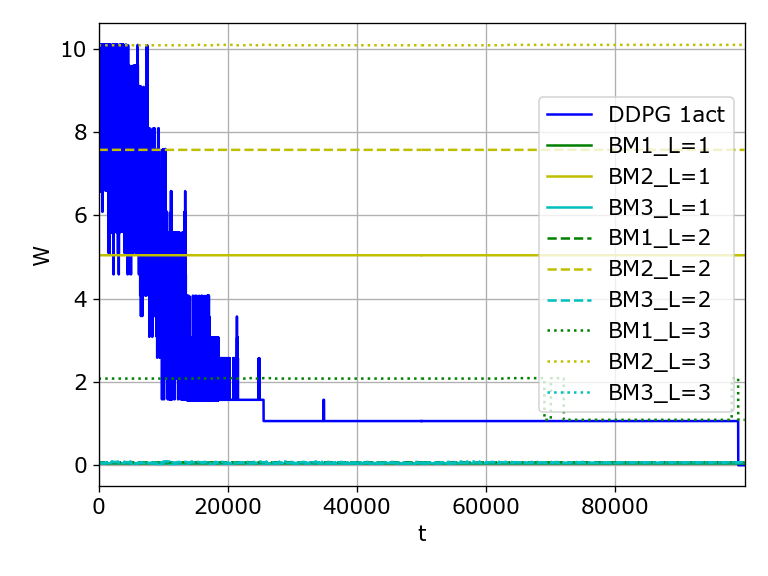 10
8
6
4
2
0
W
0
20000
40000
60000
80000
t
DDPG 1act
BM1_L=1
BM2_L=1
BM3_L=1
BM1_L=2
BM2_L=2
BM3_L=2
BM1_L=3
BM2_L=3
BM3_L=3